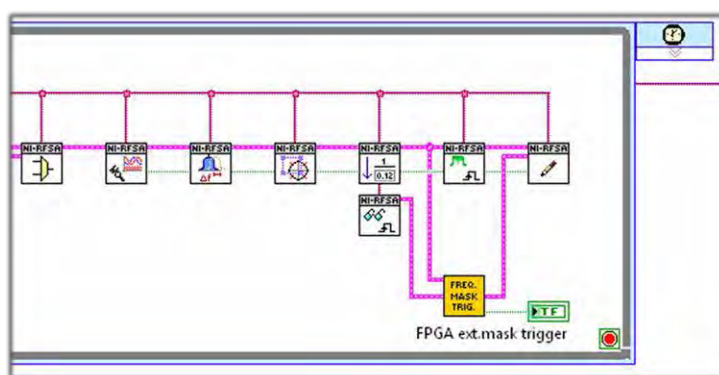 NI-RFSA NI-RFSA NI-RFSA NI-RFSA NI-RFSA NI-RFSA NI-RFSA
Δf
1
0.12
NI-RFSA
FREQ.
MASK
TRIG.
TF
FPGA ext.mask trigger